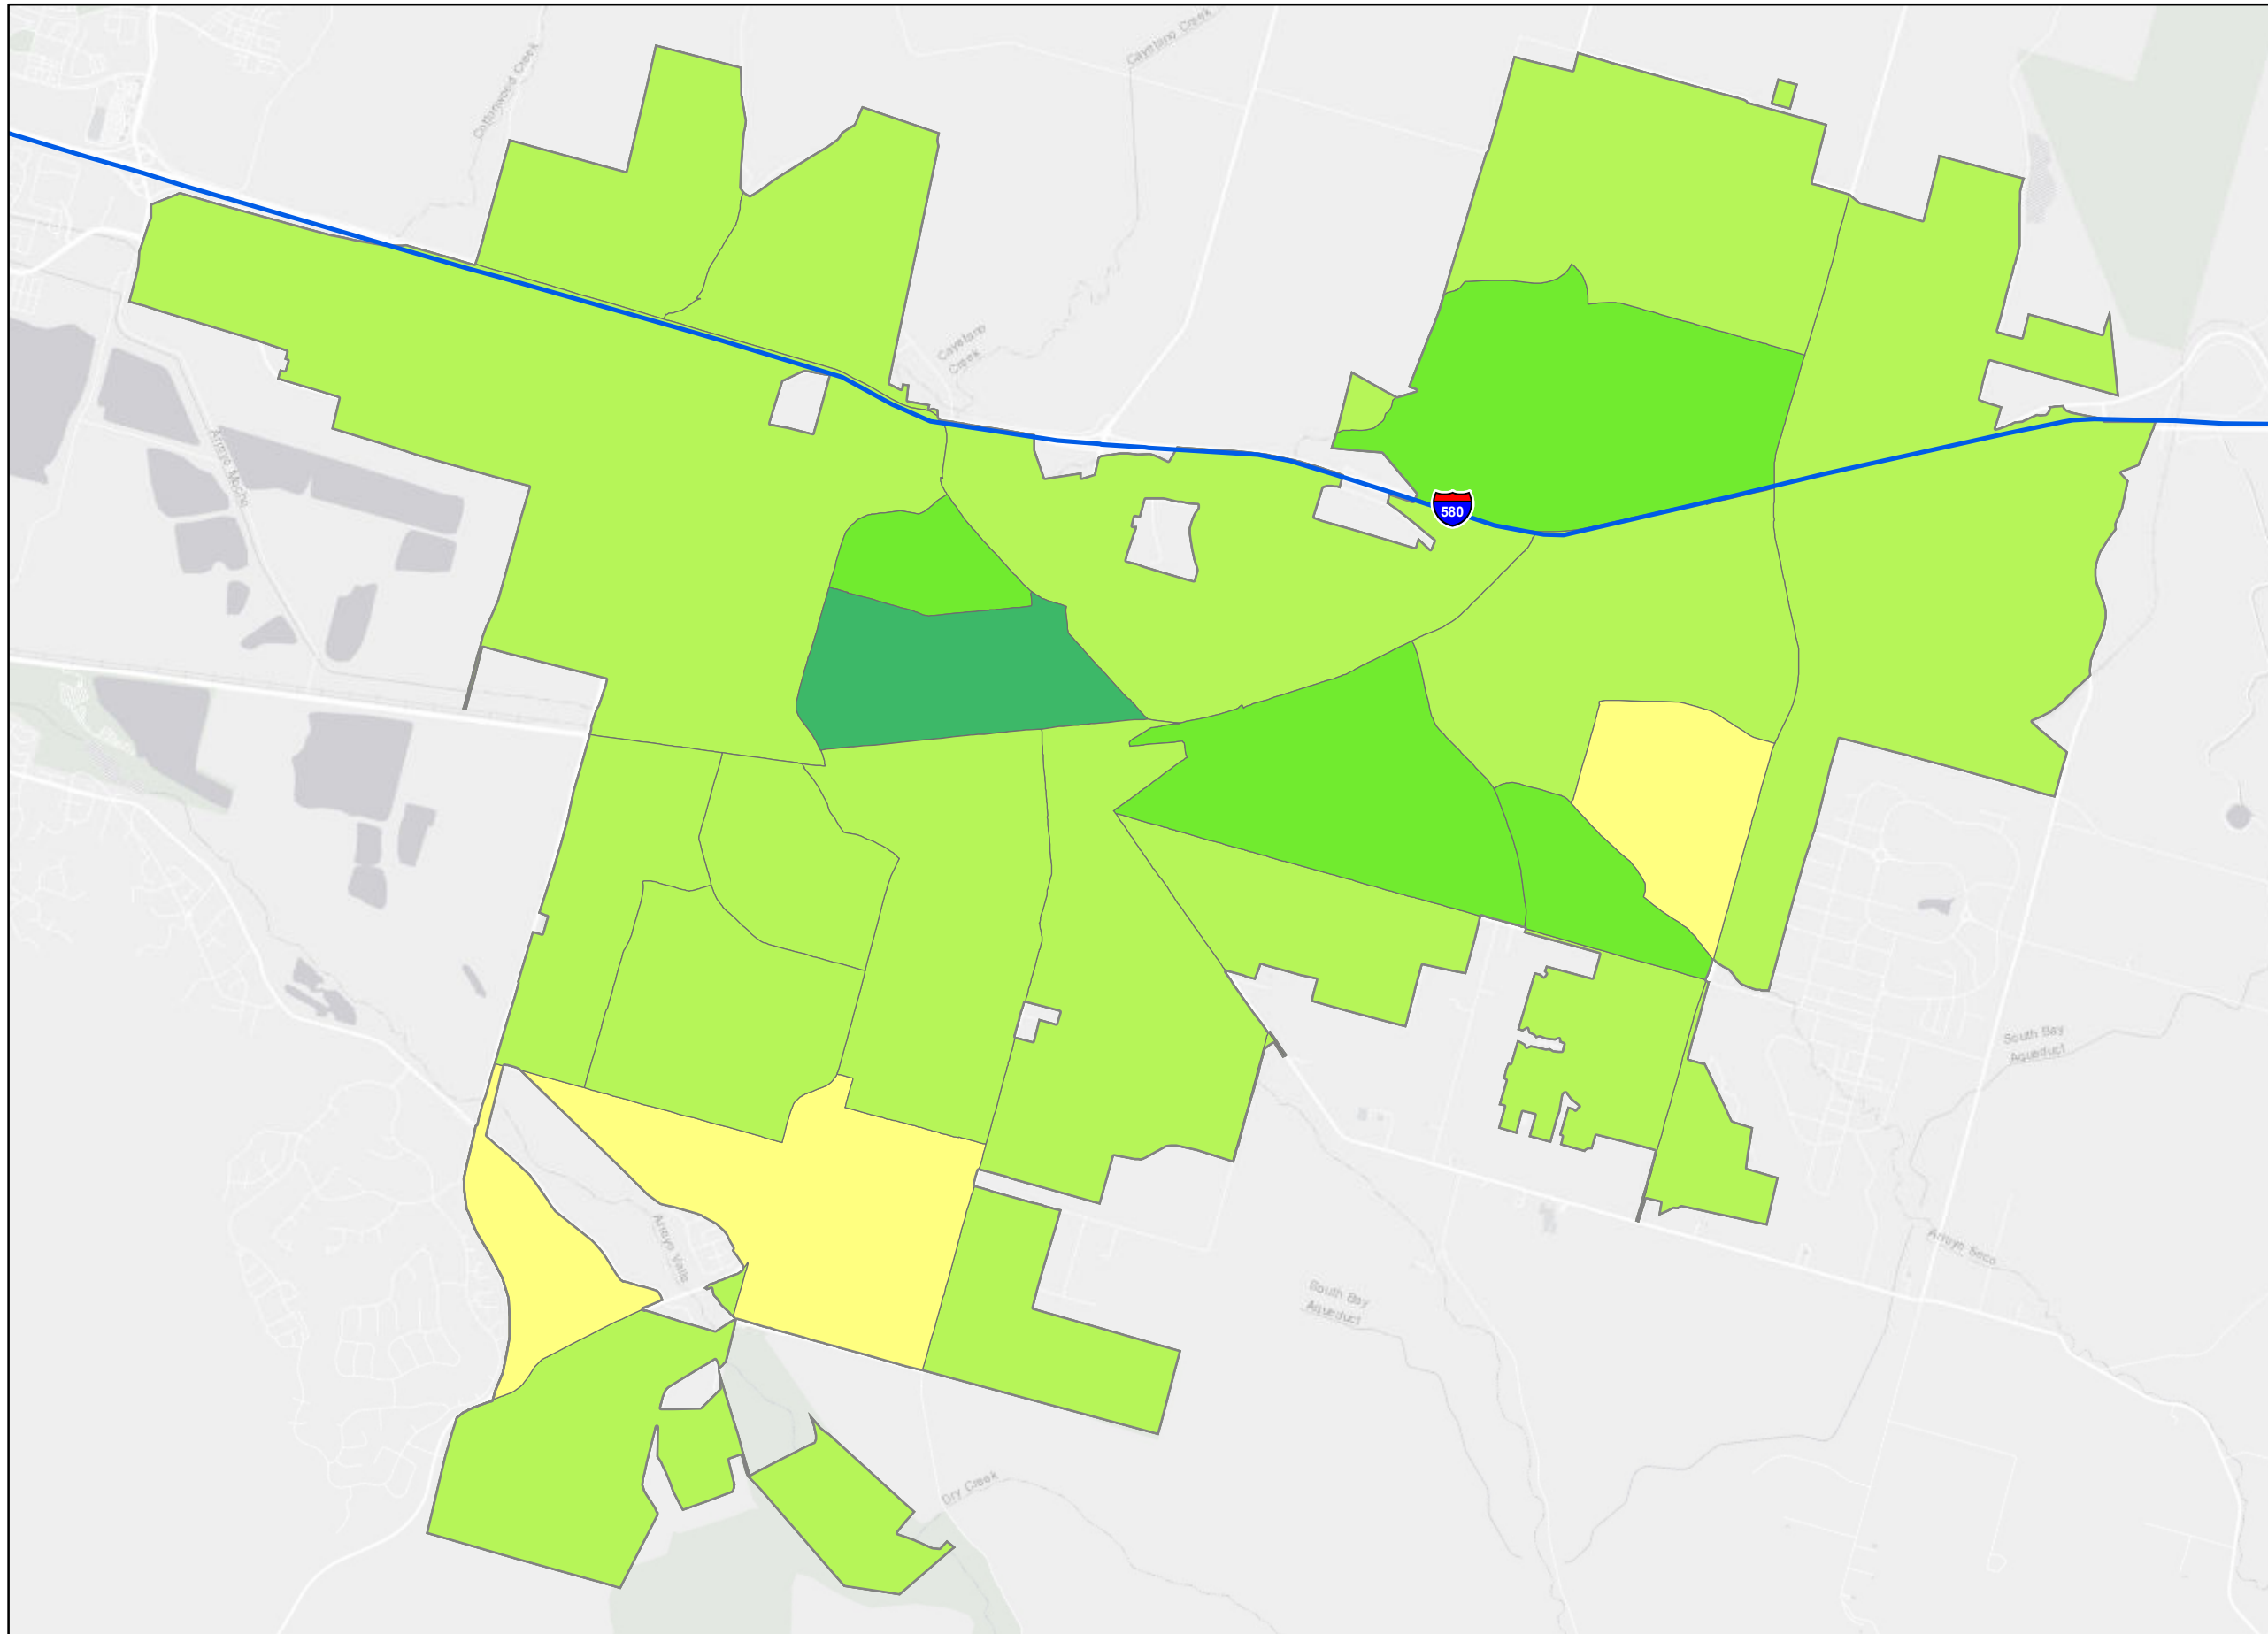 Cayetano Creek
Cottonwood Creek
Cayetano
Creek
580
Arroyo Mocho
South Bay
Aqueduct
Arroyo Valle
Arroyo Seco
South Bay
Aqueduct
Dry Creek